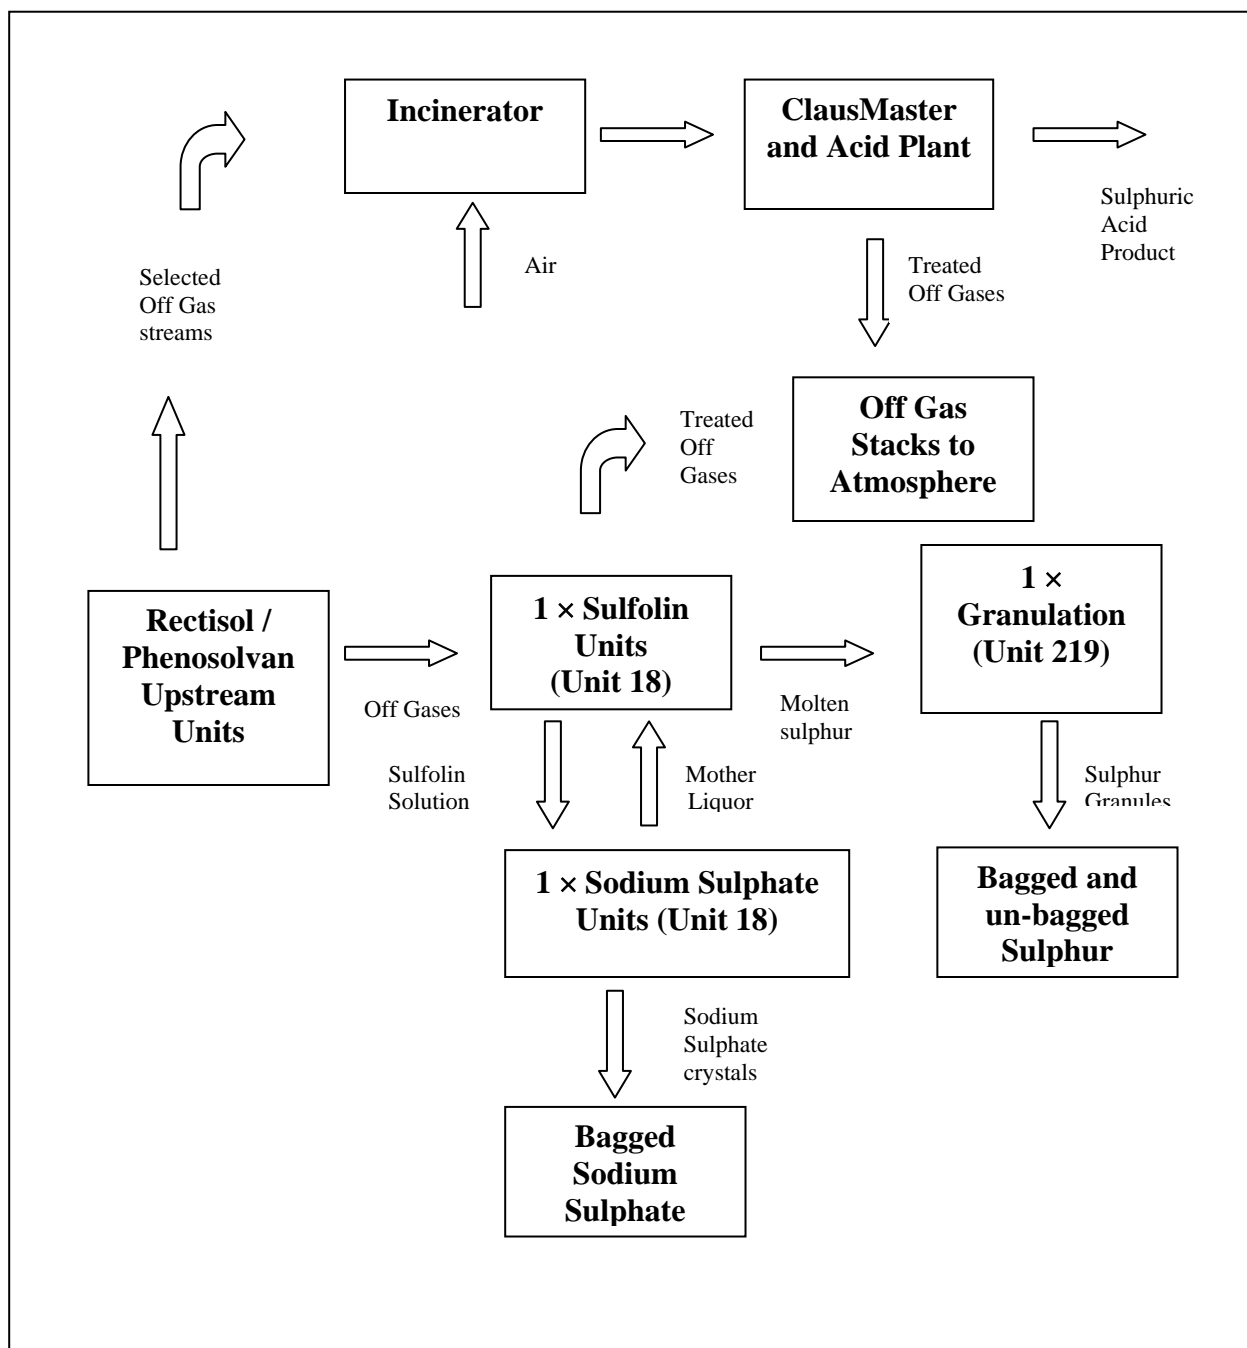 Incinerator
ClausMaster
and Acid Plant
Sulphuric
Acid
Product
Selected
Off Gas
streams
Air
Treated
Off Gases
Treated
Off
Gases
Off Gas
Stacks to
Atmosphere
Rectisol /
Phenosolvan
Upstream
Units
Off Gases
1 × Sulfolin
Units
(Unit 18)
Molten
sulphur
1 ×
Granulation
(Unit 219)
Sulfolin
Solution
Mother
Liquor
Sulphur
Granules
1 × Sodium Sulphate
Units (Unit 18)
Bagged and
un-bagged
Sulphur
Sodium
Sulphate
crystals
Bagged
Sodium
Sulphate